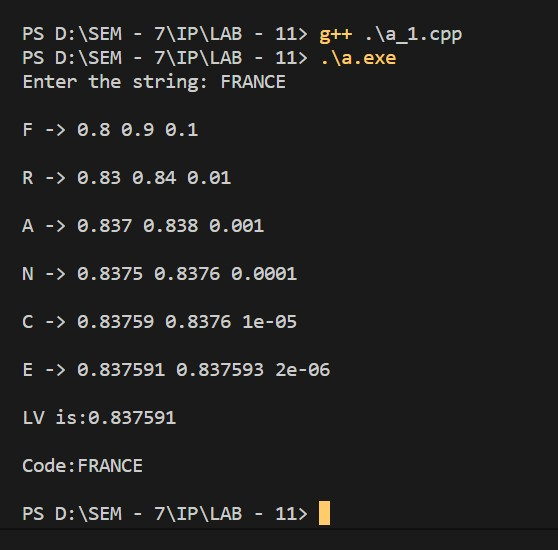 PS D:\SEM - 7\IP\LAB - 11> g++ .\a_1.cpp
PS D:\SEM - 7\IP\LAB - 11> .\a.exe
Enter the string: FRANCE
F -> 0.8 0.9 0.1
R -> 0.83 0.84 0.01
A -> 0.837 0.838 0.001
N -> 0.8375 0.8376 0.0001
C -> 0.83759 0.8376 1e-05
E -> 0.837591 0.837593 2e-06
LV is:0.837591
Code:FRANCE
PS D:\SEM - 7\IP\LAB - 11>